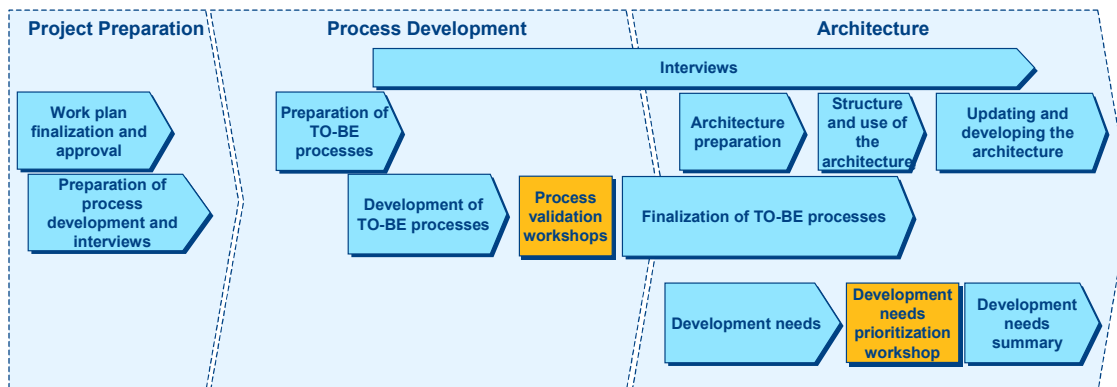 Project Preparation
Process Development
Architecture
Interviews
Work plan
finalization and
approval
Preparation of
TO-BE
processes
Architecture
preparation
Structure
and use of
the
architecture
Updating and
developing the
architecture
Preparation of
process
development and
interviews
Development of
TO-BE processes
Process
validation
workshops
Finalization of TO-BE processes
Development needs
Development
needs
prioritization
workshop
Development
needs
summary